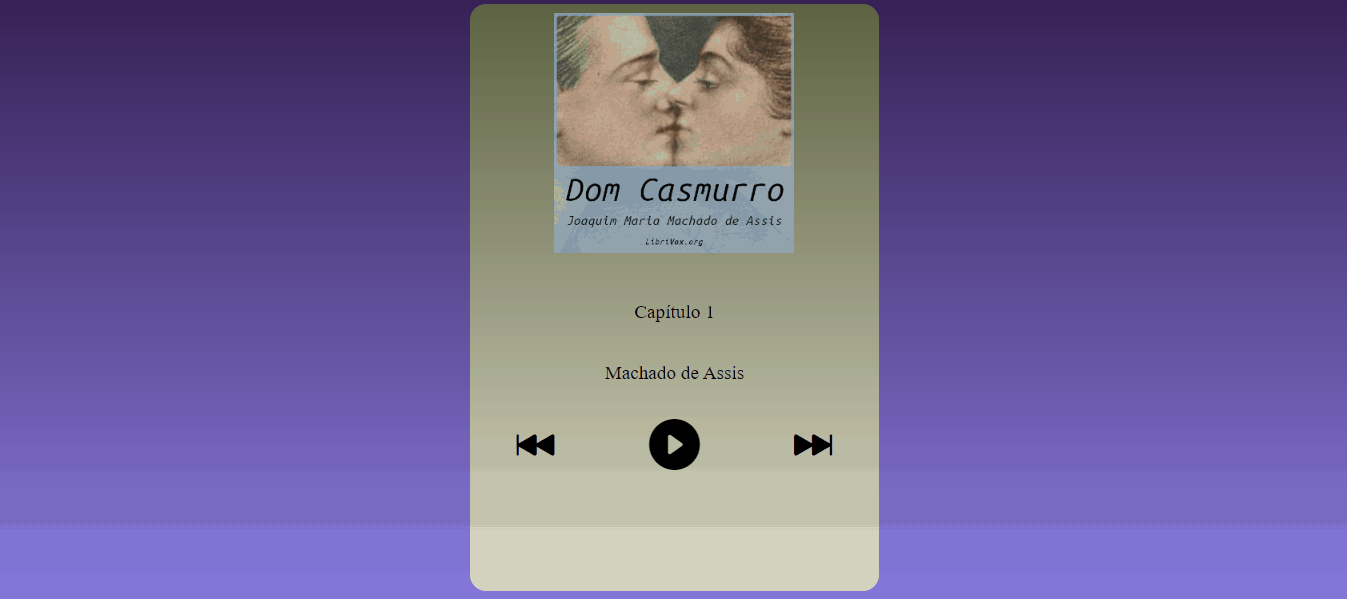 Dom Casmurro
Joaquim Maria Machado de Assis
LibriVox.org
Capítulo 1
Machado de Assis